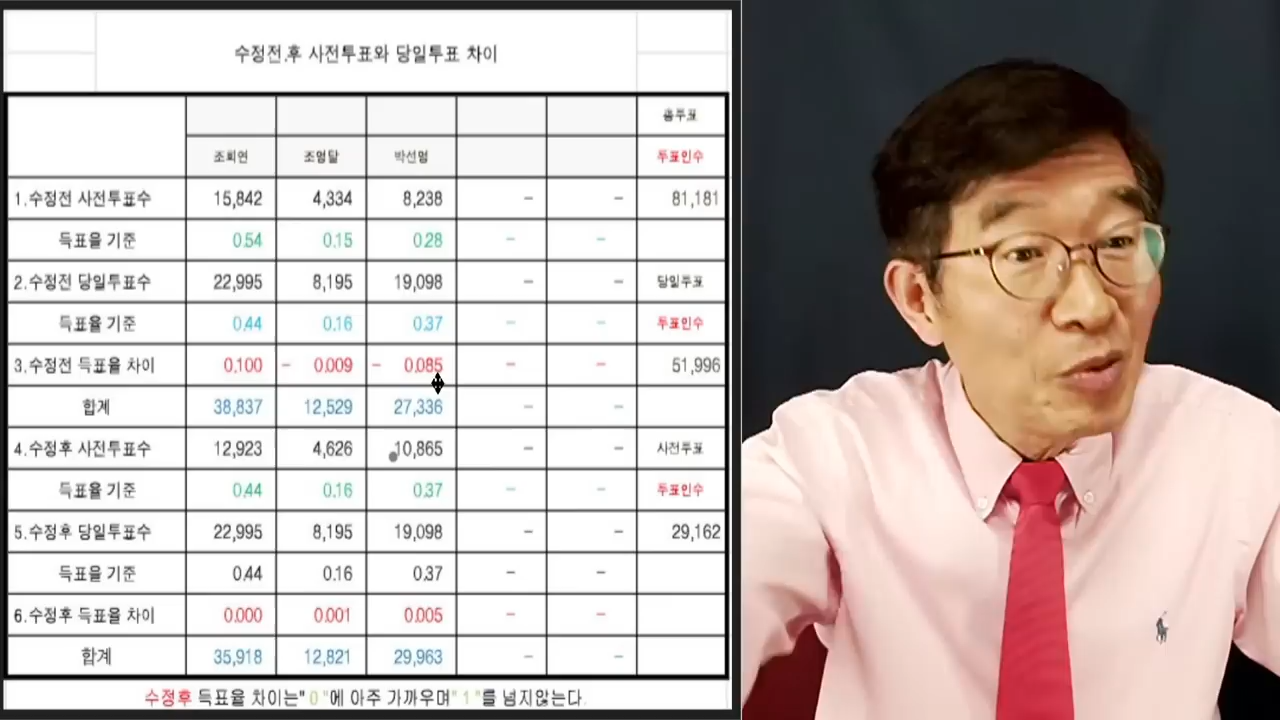 수정전.후 사전투표와 당일투표 차이
총투표
조희연 조영달 박선영 투표인수
1.수정전 사전투표수 15,842 4,334 8,238 – – 81,181
득표율 기준 0.54 0.15 0.28 – –
2.수정전 당일투표수 22,995 8,195 19,098 – – 당일투표
득표율 기준 0.44 0.16 0.37 – – 투표인수
3.수정전 득표율 차이 0.100 – 0.009 – 0.085 – – 51,996
합계 38,837 12,529 27,336 – –
4.수정후 사전투표수 12,923 4,626 10,865 – – 사전투표
득표율 기준 0.44 0.16 0.37 – – 투표인수
5.수정후 당일투표수 22,995 8,195 19,098 – – 29,162
득표율 기준 0.44 0.16 0.37 – –
6.수정후 득표율 차이 0.000 0.001 0.005 – –
합계 35,918 12,821 29,963 – –
수정후 득표율 차이는" 0 "에 아주 가까우며" 1 "를 넘지않는다.